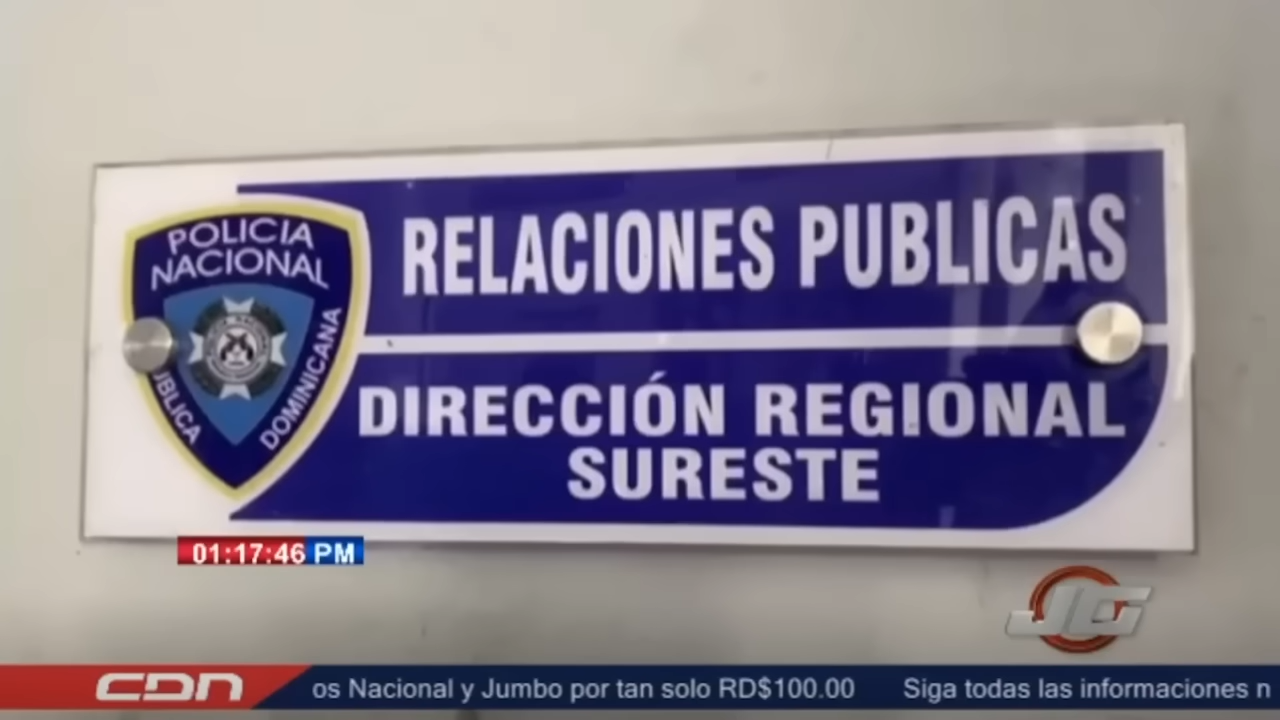 POLICIA
NACIONAL
DOMINICANA
RELACIONES PUBLICAS
DIRECCIÓN REGIONAL
SURESTE
01:17:46 PM
JG
CDN
os Nacional y Jumbo por tan solo RD$100.00 Siga todas las informaciones n